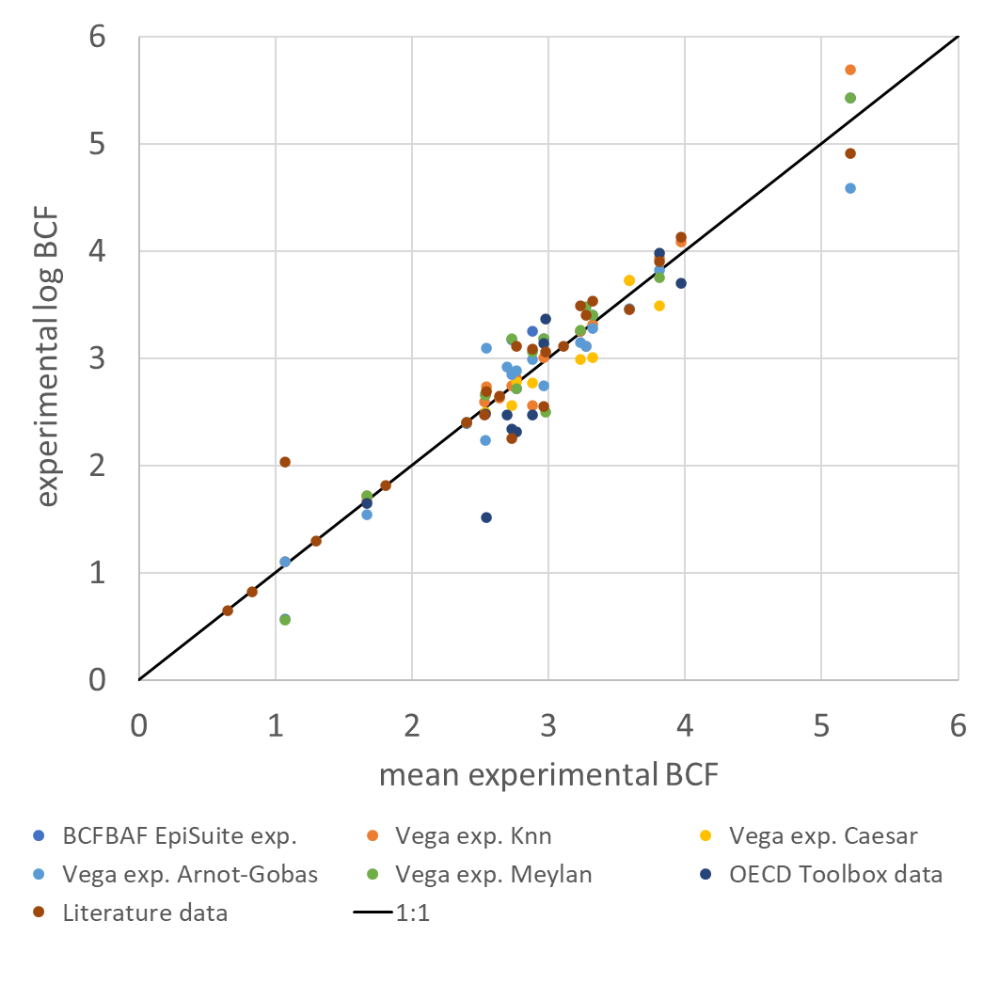 6
5
4
3
2
1
0
experimental log BCF
0 1 2 3 4 5 6
mean experimental BCF
BCFBAF EpiSuite exp. Vega exp. Knn Vega exp. Caesar
Vega exp. Arnot-Gobas Vega exp. Meylan OECD Toolbox data
Literature data 1:1